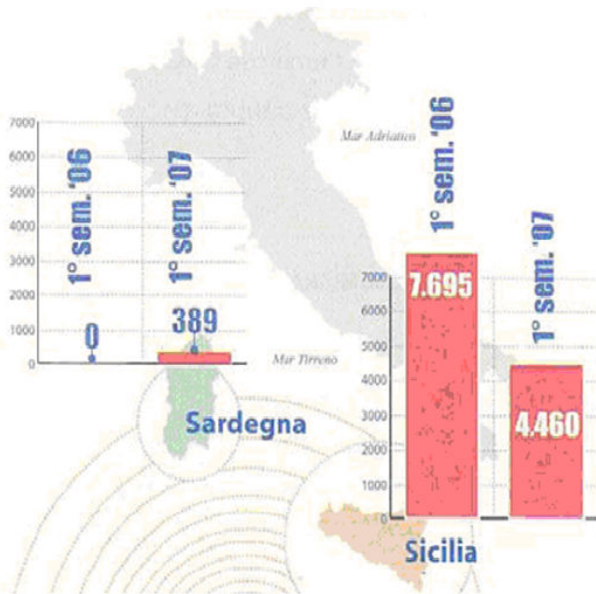 Mar Adriatico
7000
6000
5000
4000
3000
2000
1000
0
1° sem. '06
1° sem. '07
0
389
Mar Tirreno
Sardegna
1° sem. '06
1° sem. '07
7000
6000
5000
4000
3000
2000
1000
0
7.695
4.460
Sicilia